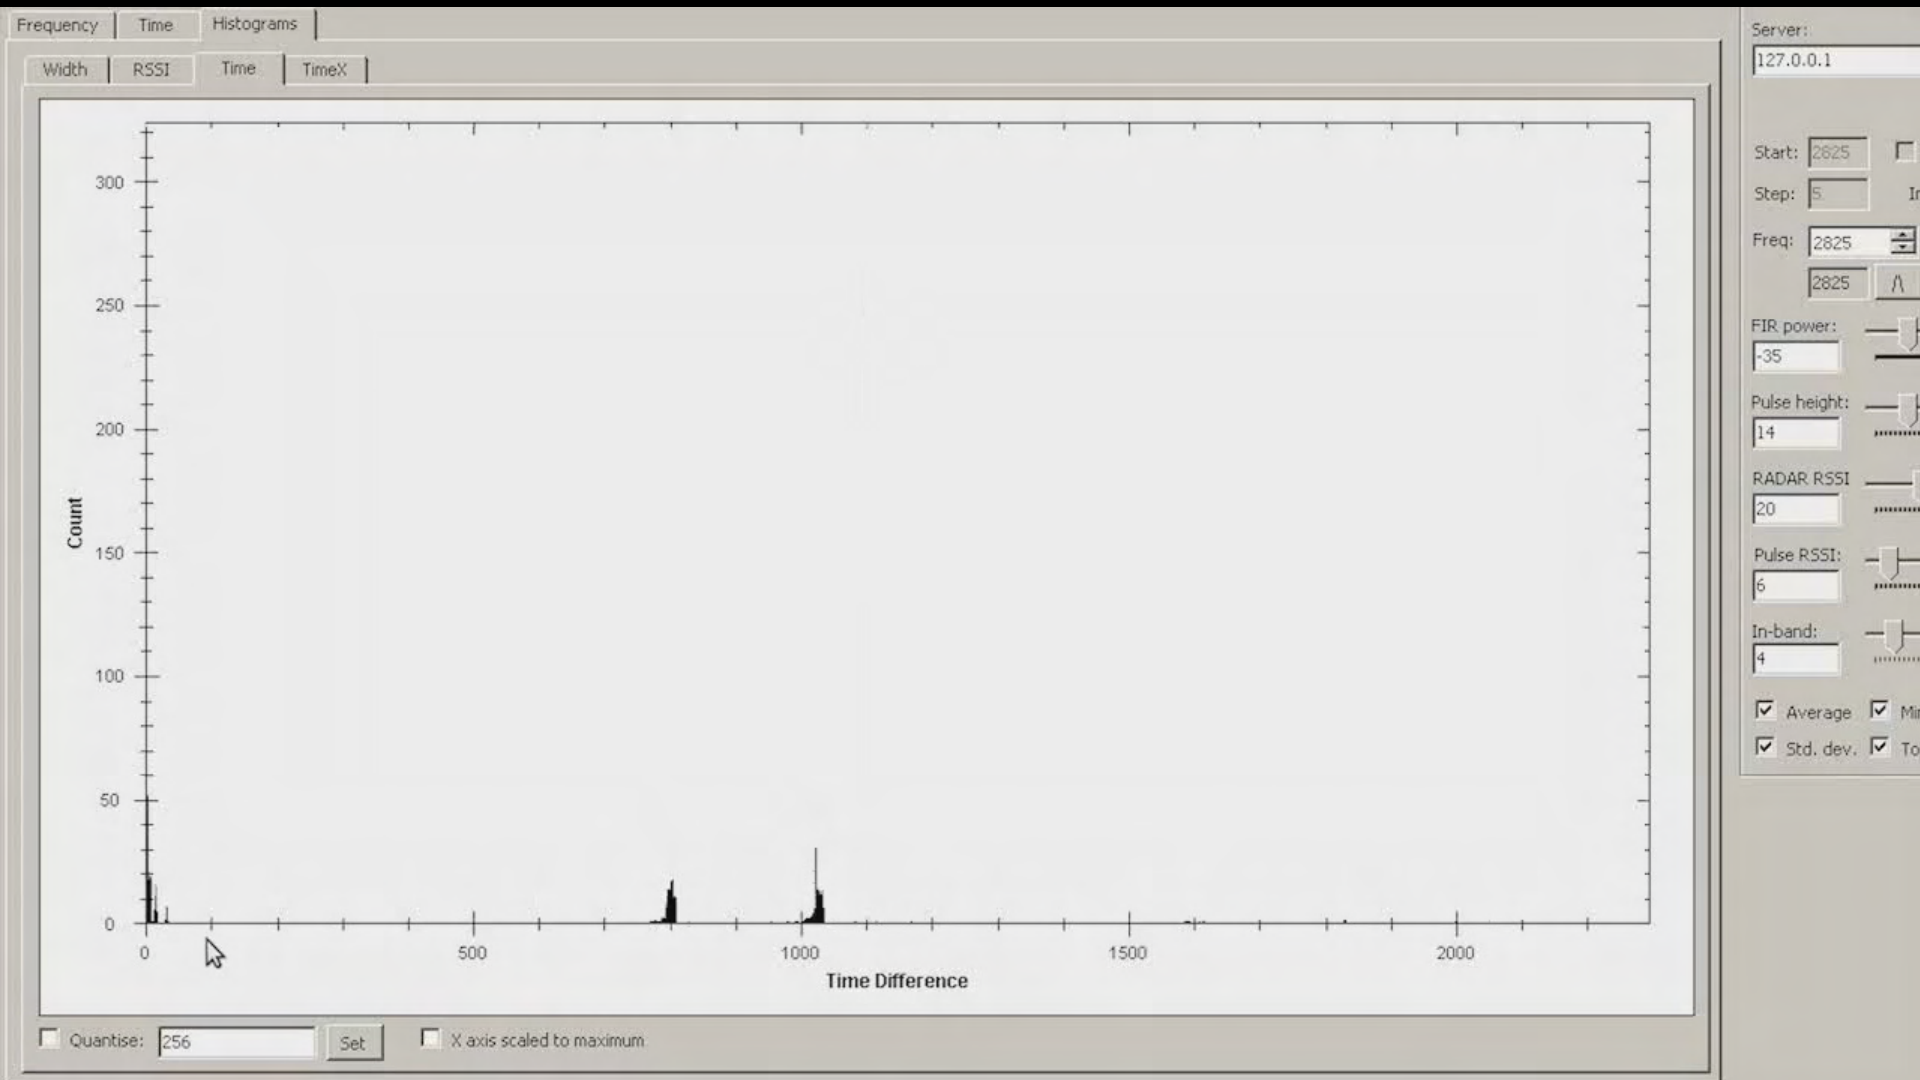 Frequency Time Histograms
Width RSSI Time TimeX
300
250
200
150
100
50
0
Count
0 500 1000 1500 2000
Time Difference
Quantise: 256 Set X axis scaled to maximum
Server:
127.0.0.1
Start: 2825
Step: 5
Freq: 2825
2825
FIR power:
-35
Pulse height:
14
RADAR RSSI
20
Pulse RSSI:
6
In-band:
4
Average
Std. dev.